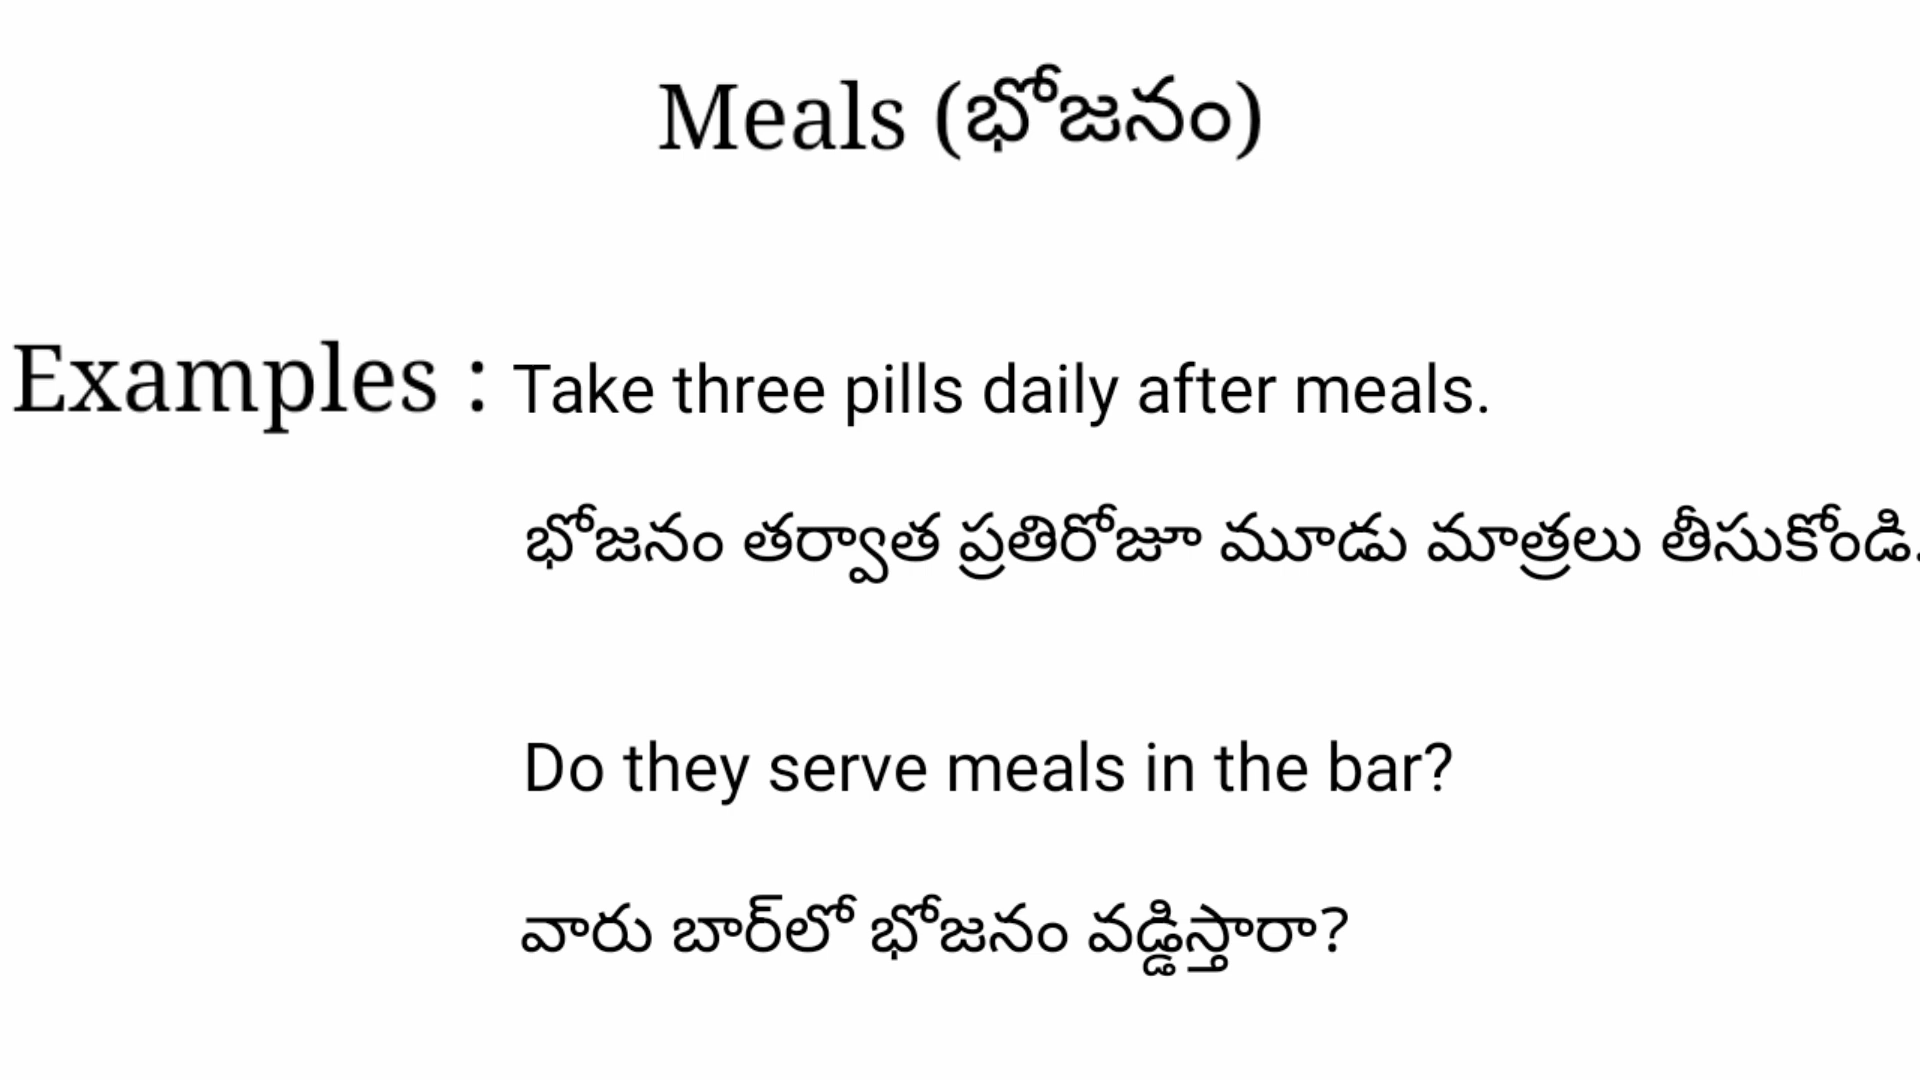 Meals (భోజనం)
Examples : Take three pills daily after meals.
భోజనం తర్వాత ప్రతిరోజూ మూడు మాత్రలు తీసుకోండి.
Do they serve meals in the bar?
వారు బార్‌లో భోజనం వడ్డిస్తారా?